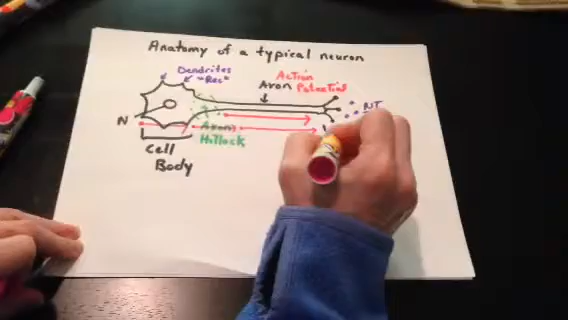 Anatomy of a typical neuron
Dendrites
"Rec"
Action
Potential
Axon
NT
N
Axon
Hillock
Cell
Body